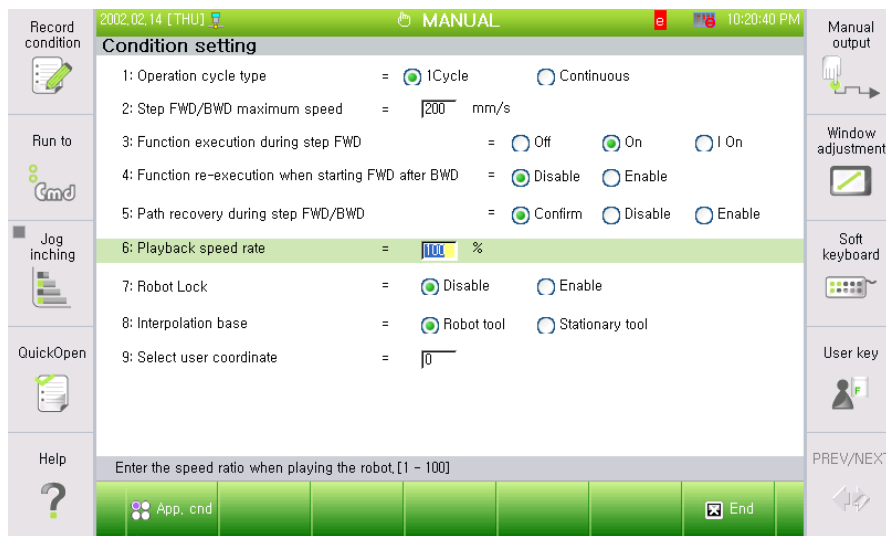 2002,02,14 [THU]
MANUAL
e
10:20:40 PM
Record condition
Run to
Cmd
Jog inching
QuickOpen
Help
?
Condition setting
1: Operation cycle type = 1Cycle Continuous
2: Step FWD/BWD maximum speed = 200 mm/s
3: Function execution during step FWD = Off On I On
4: Function re-execution when starting FWD after BWD = Disable Enable
5: Path recovery during step FWD/BWD = Confirm Disable Enable
6: Playback speed rate = 100 %
7: Robot Lock = Disable Enable
8: Interpolation base = Robot tool Stationary tool
9: Select user coordinate = 0
Enter the speed ratio when playing the robot,[1 - 100]
App, cnd
End
Manual output
Window adjustment
Soft keyboard
User key
F
PREV/NEXT